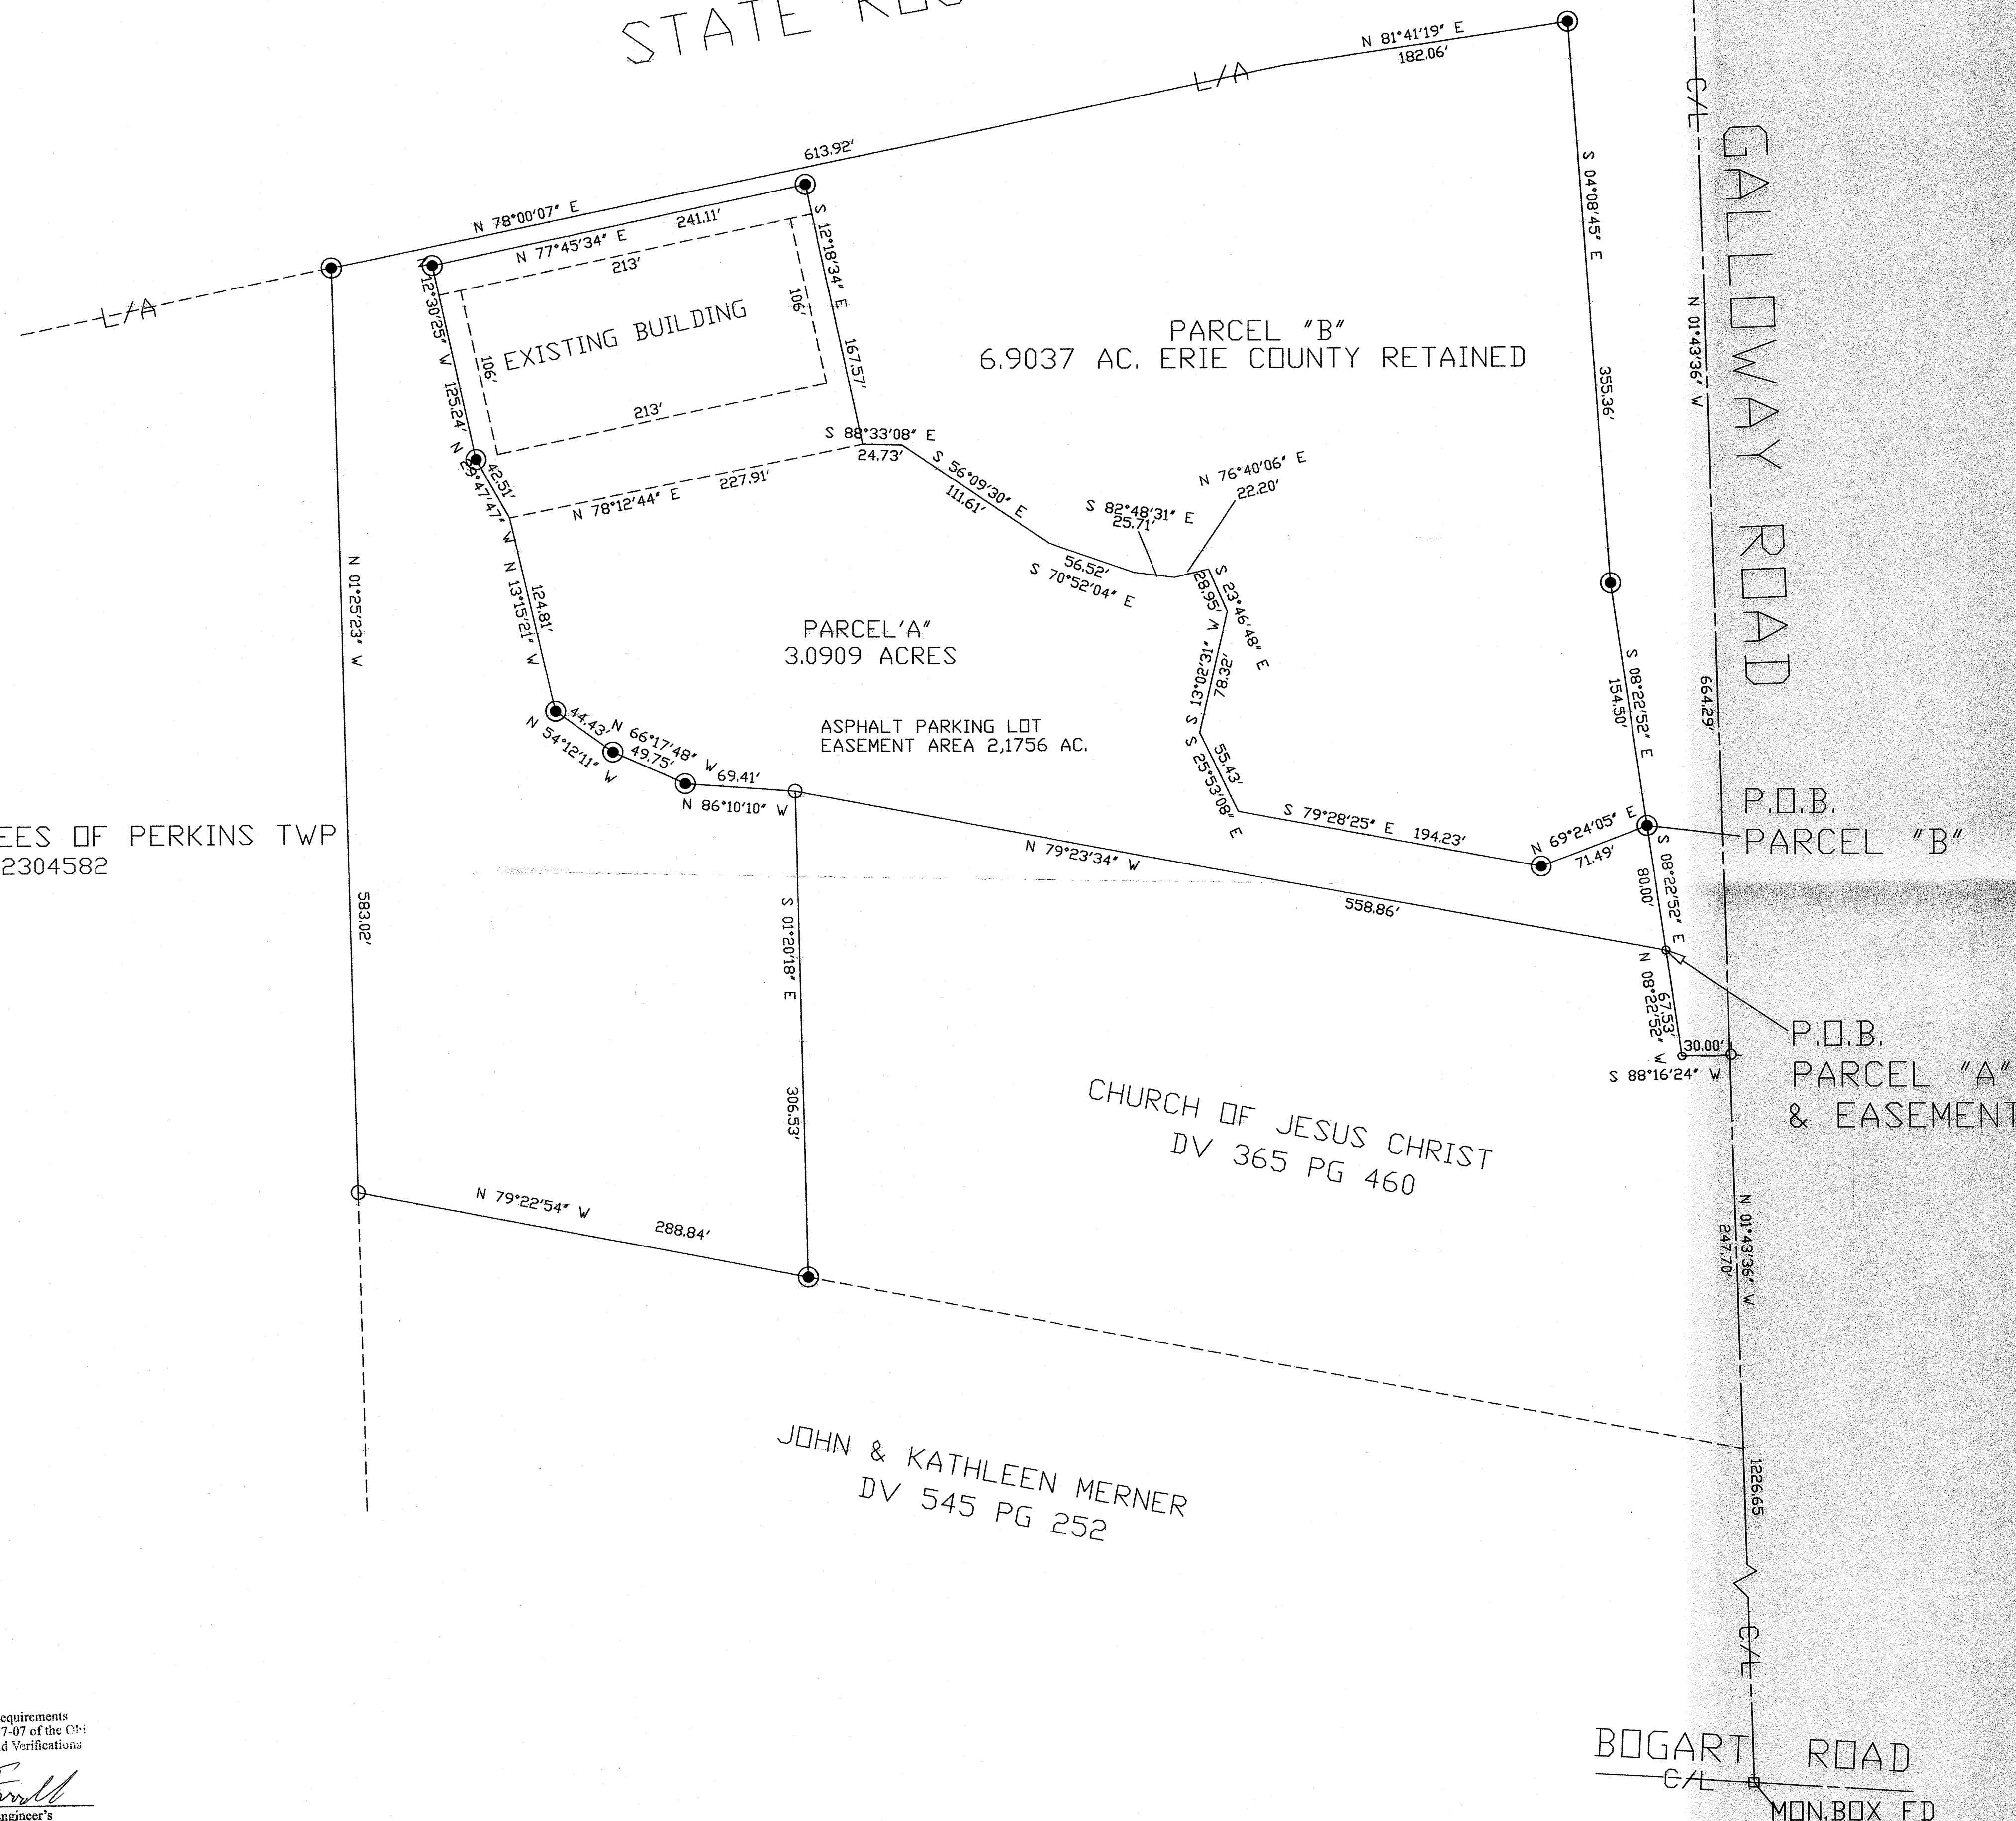 STATE
N 81°41'19" E
182.06'
L/A
C/L
613.92'
N 78°00'07" E
241.11'
N 77°45'34" E
213'
S 12°18'34" E
167.57'
106'
L/A
N 12°30'25" W
125.24'
106'
EXISTING BUILDING
213'
S 04°08'45" E
355.36'
N 01°43'36" W
664.29'
GALLOWAY ROAD
PARCEL "B"
6.9037 AC. ERIE COUNTY RETAINED
S 88°33'08" E
24.73'
S 56°09'30" E
111.61'
N 76°40'06" E
22.20'
S 82°48'31" E
25.71'
42.51'
N 29°47'47" W
227.91'
N 78°12'44" E
56.52'
S 70°52'04" E
28.95'
S 23°46'48" E
N 01°25'23" W
583.02'
124.81'
N 13°15'21" W
PARCEL'A"
3.0909 ACRES
S 13°02'31" W
78.32'
S 08°22'52" E
154.50'
44.43'
N 54°12'11" W
N 66°17'48" W
49.75'
69.41'
N 86°10'10" W
ASPHALT PARKING LOT
EASEMENT AREA 2,1756 AC.
55.43'
S 25°53'08" E
S 79°28'25" E 194.23'
N 69°24'05" E
71.49'
P.O.B.
PARCEL "B"
EES OF PERKINS TWP
2304582
N 79°23'34" W
558.86'
S 08°22'52" E
80.00'
S 01°20'18" E
306.53'
N 08°22'52" W
67.53'
30.00'
S 88°16'24" W
P.O.B.
PARCEL "A"
& EASEMENT
CHURCH OF JESUS CHRIST
DV 365 PG 460
N 79°22'54" W
288.84'
N 01°43'36" W
247.70'
JOHN & KATHLEEN MERNER
DV 545 PG 252
1226.65
C/L
equirements
7-07 of the
d Verifications
ngineer's
BOGART ROAD
C/L
MON.BOX FD